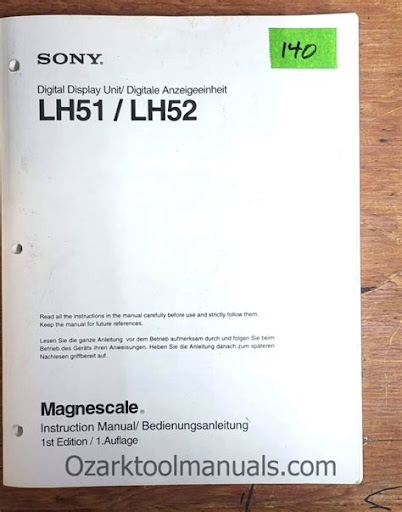 SONY.
140
Digital Display Unit/ Digitale Anzeigeeinheit
LH51 / LH52
Read all the instructions in the manual carefully before use and strictly follow them.
Keep the manual for future references.
Lesen Sie die ganze Anleitung vor dem Betrieb aufmerksam durch und folgen Sie beim
Betrieb des Geräts ihren Anweisungen. Heben Sie die Anleitung danach zum späteren
Nachlesen griffbereit auf.
Magnescale®
Instruction Manual/ Bedienungsanleitung
1st Edition / 1.Auflage
Ozarktoolmanuals.com